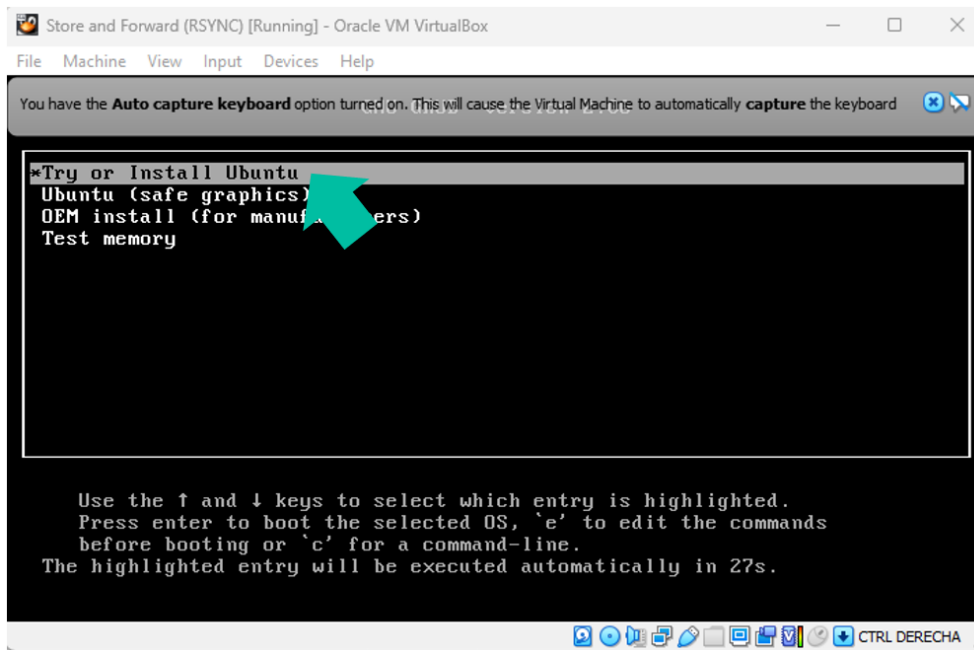 Store and Forward (RSYNC) [Running] - Oracle VM VirtualBox
File Machine View Input Devices Help
You have the Auto capture keyboard option turned on. This will cause the Virtual Machine to automatically capture the keyboard
*Try or Install Ubuntu
Ubuntu (safe graphics)
OEM install (for
Test memory
Use the ↑ and ↓ keys to select which entry is highlighted.
Press enter to boot the selected OS, `e' to edit the commands
before booting or `c' for a command-line.
The highlighted entry will be executed automatically in 27s.
CTRL DERECHA